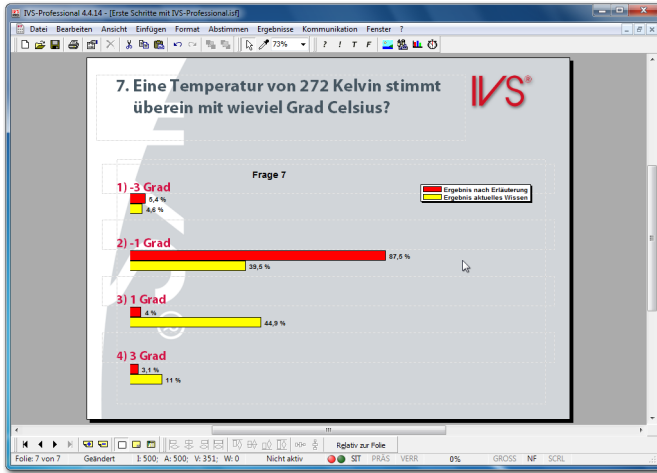 IVS-Professional 4.4.14 - [Erste Schritte mit IVS-Professional.isf]
Datei Bearbeiten Ansicht Einfügen Format Abstimmen Ergebnisse Kommunikation Fenster ?
73% ? ! T F
7. Eine Temperatur von 272 Kelvin stimmt
überein mit wieviel Grad Celsius?
IVS®
Frage 7
Ergebnis nach Erläuterung
Ergebnis aktuelles Wissen
1) -3 Grad
5,4 %
4,6 %
2) -1 Grad
87,5 %
39,5 %
3) 1 Grad
4 %
44,9 %
4) 3 Grad
3,1 %
11 %
Relativ zur Folie
Folie: 7 von 7 Geändert I: 500; A: 500; V: 351; W: 0 Nicht aktiv SIT PRÄS VERR 0% GROSS NF SCRL